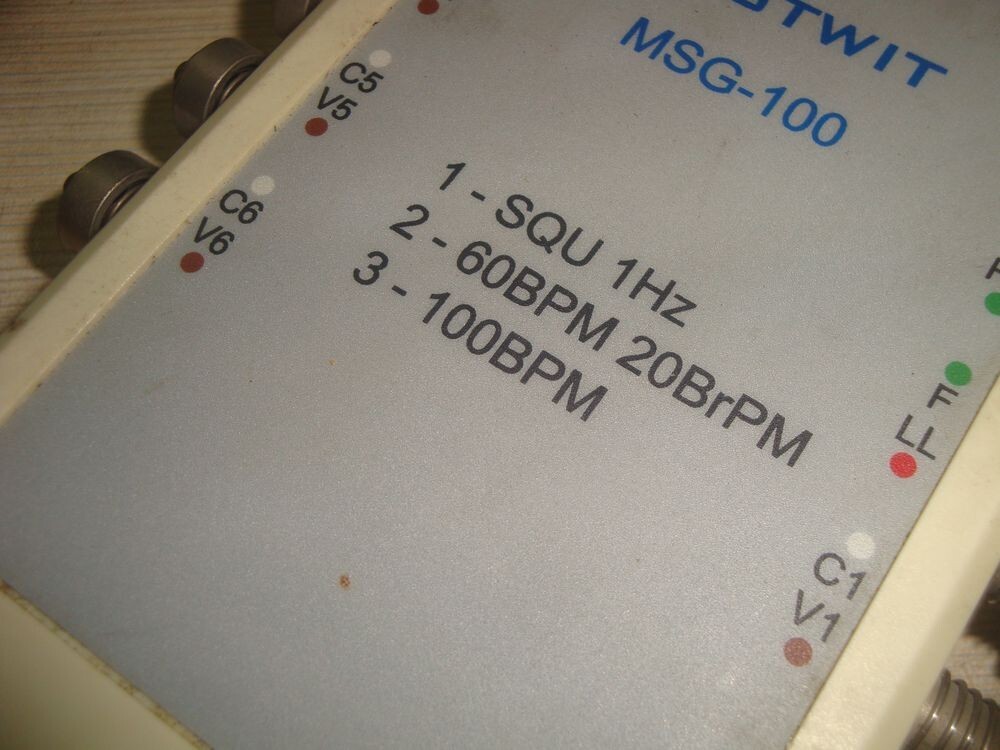 MSG-100
C5
V5
C6
V6
1 - SQU 1Hz
2 - 60BPM 20BrPM
3 - 100BPM
F
LL
C1
V1